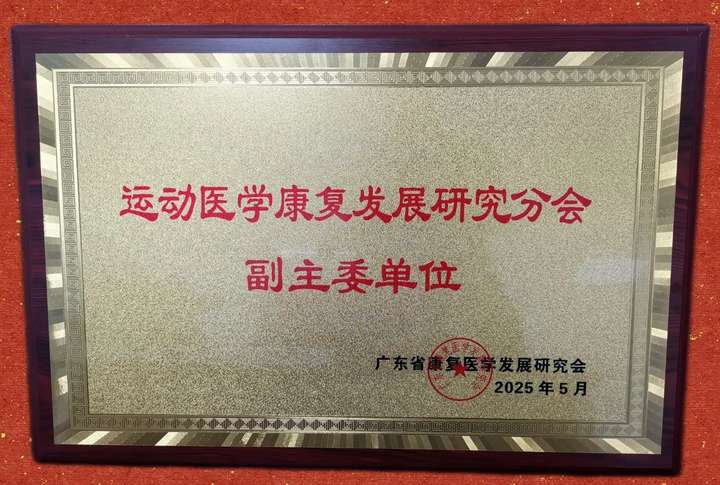 运动医学康复发展研究分会
副主委单位
广东省康复医学发展研究会
2025年5月